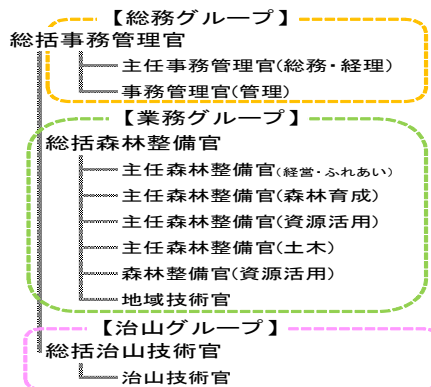 【総務グループ】
総括事務管理官
主任事務管理官(総務・経理)
事務管理官(管理)
【業務グループ】
総括森林整備官
主任森林整備官(経営・ふれあい)
主任森林整備官(森林育成)
主任森林整備官(資源活用)
主任森林整備官(土木)
森林整備官(資源活用)
地域技術官
【治山グループ】
総括治山技術官
治山技術官